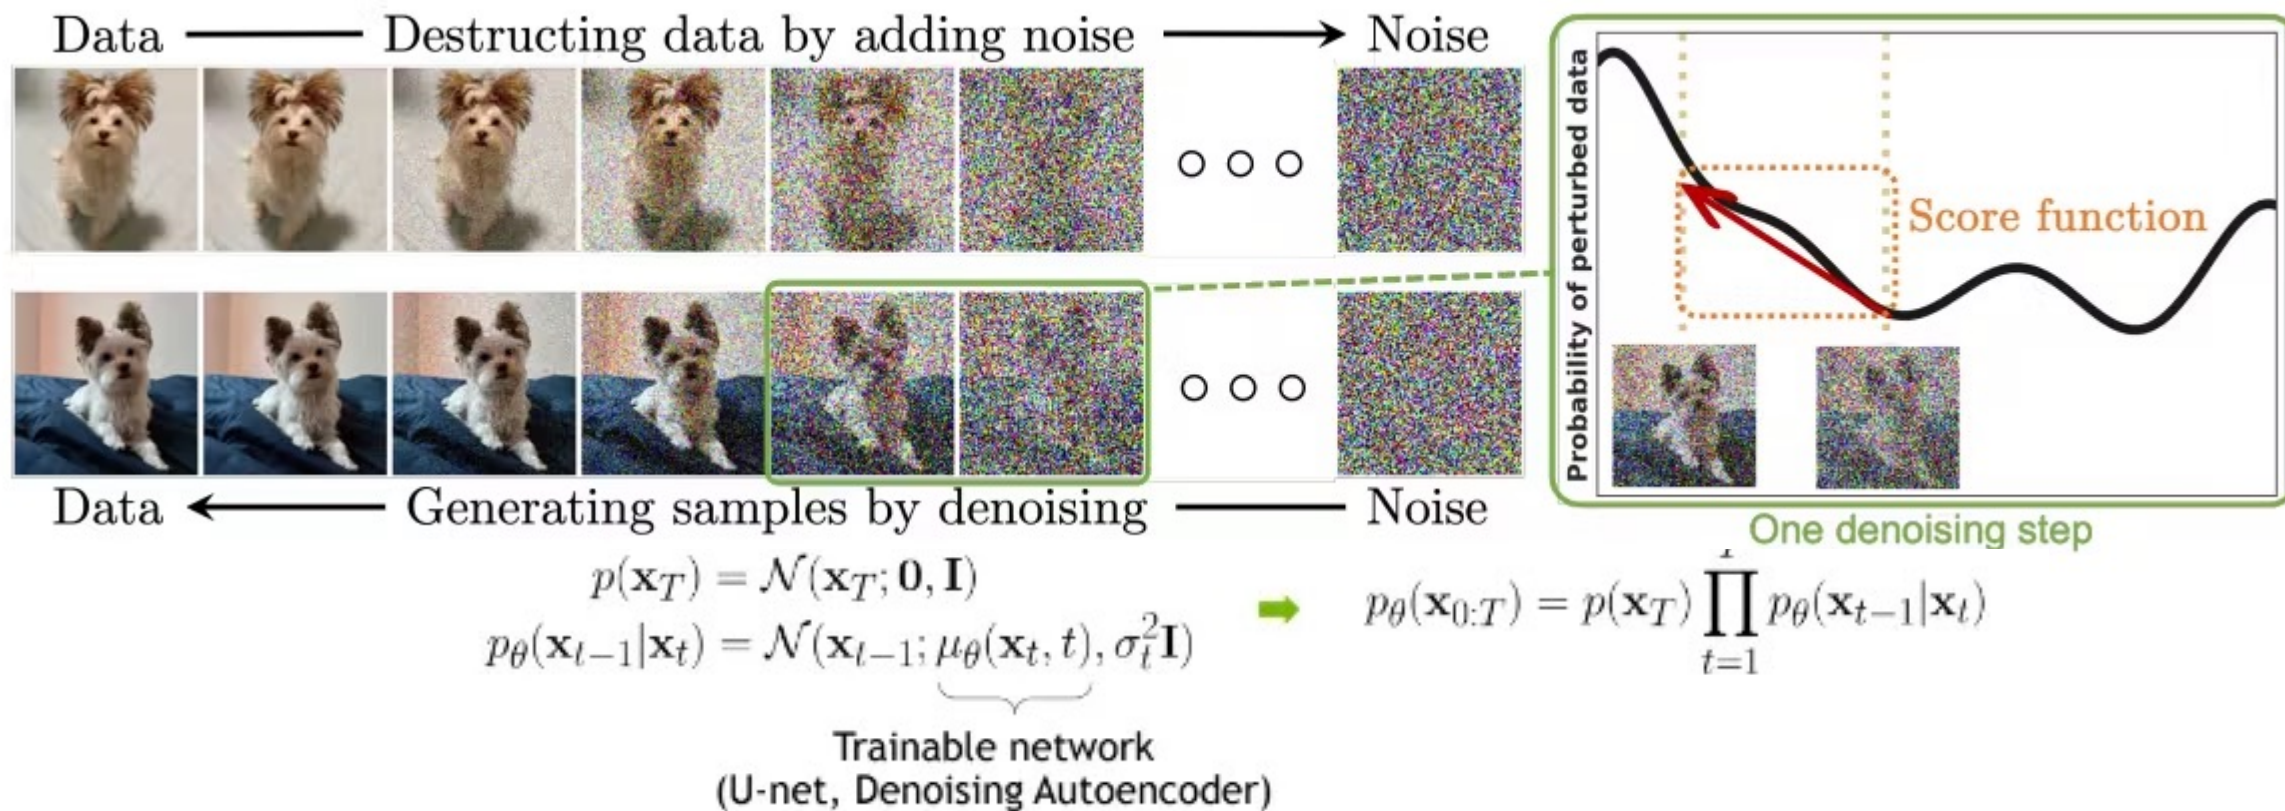 Data Destructing data by adding noise Noise
Probability of perturbed data
Score function
Data Generating samples by denoising Noise
One denoising step
p(x_T) = 𝒩(x_T; 0, I)
p_θ(x_{t−1}|x_t) = 𝒩(x_{t−1}; μ_θ(x_t, t), σ_t^2 I)
p_θ(x_{0:T}) = p(x_T) ∏_{t=1} p_θ(x_{t−1}|x_t)
Trainable network
(U-net, Denoising Autoencoder)